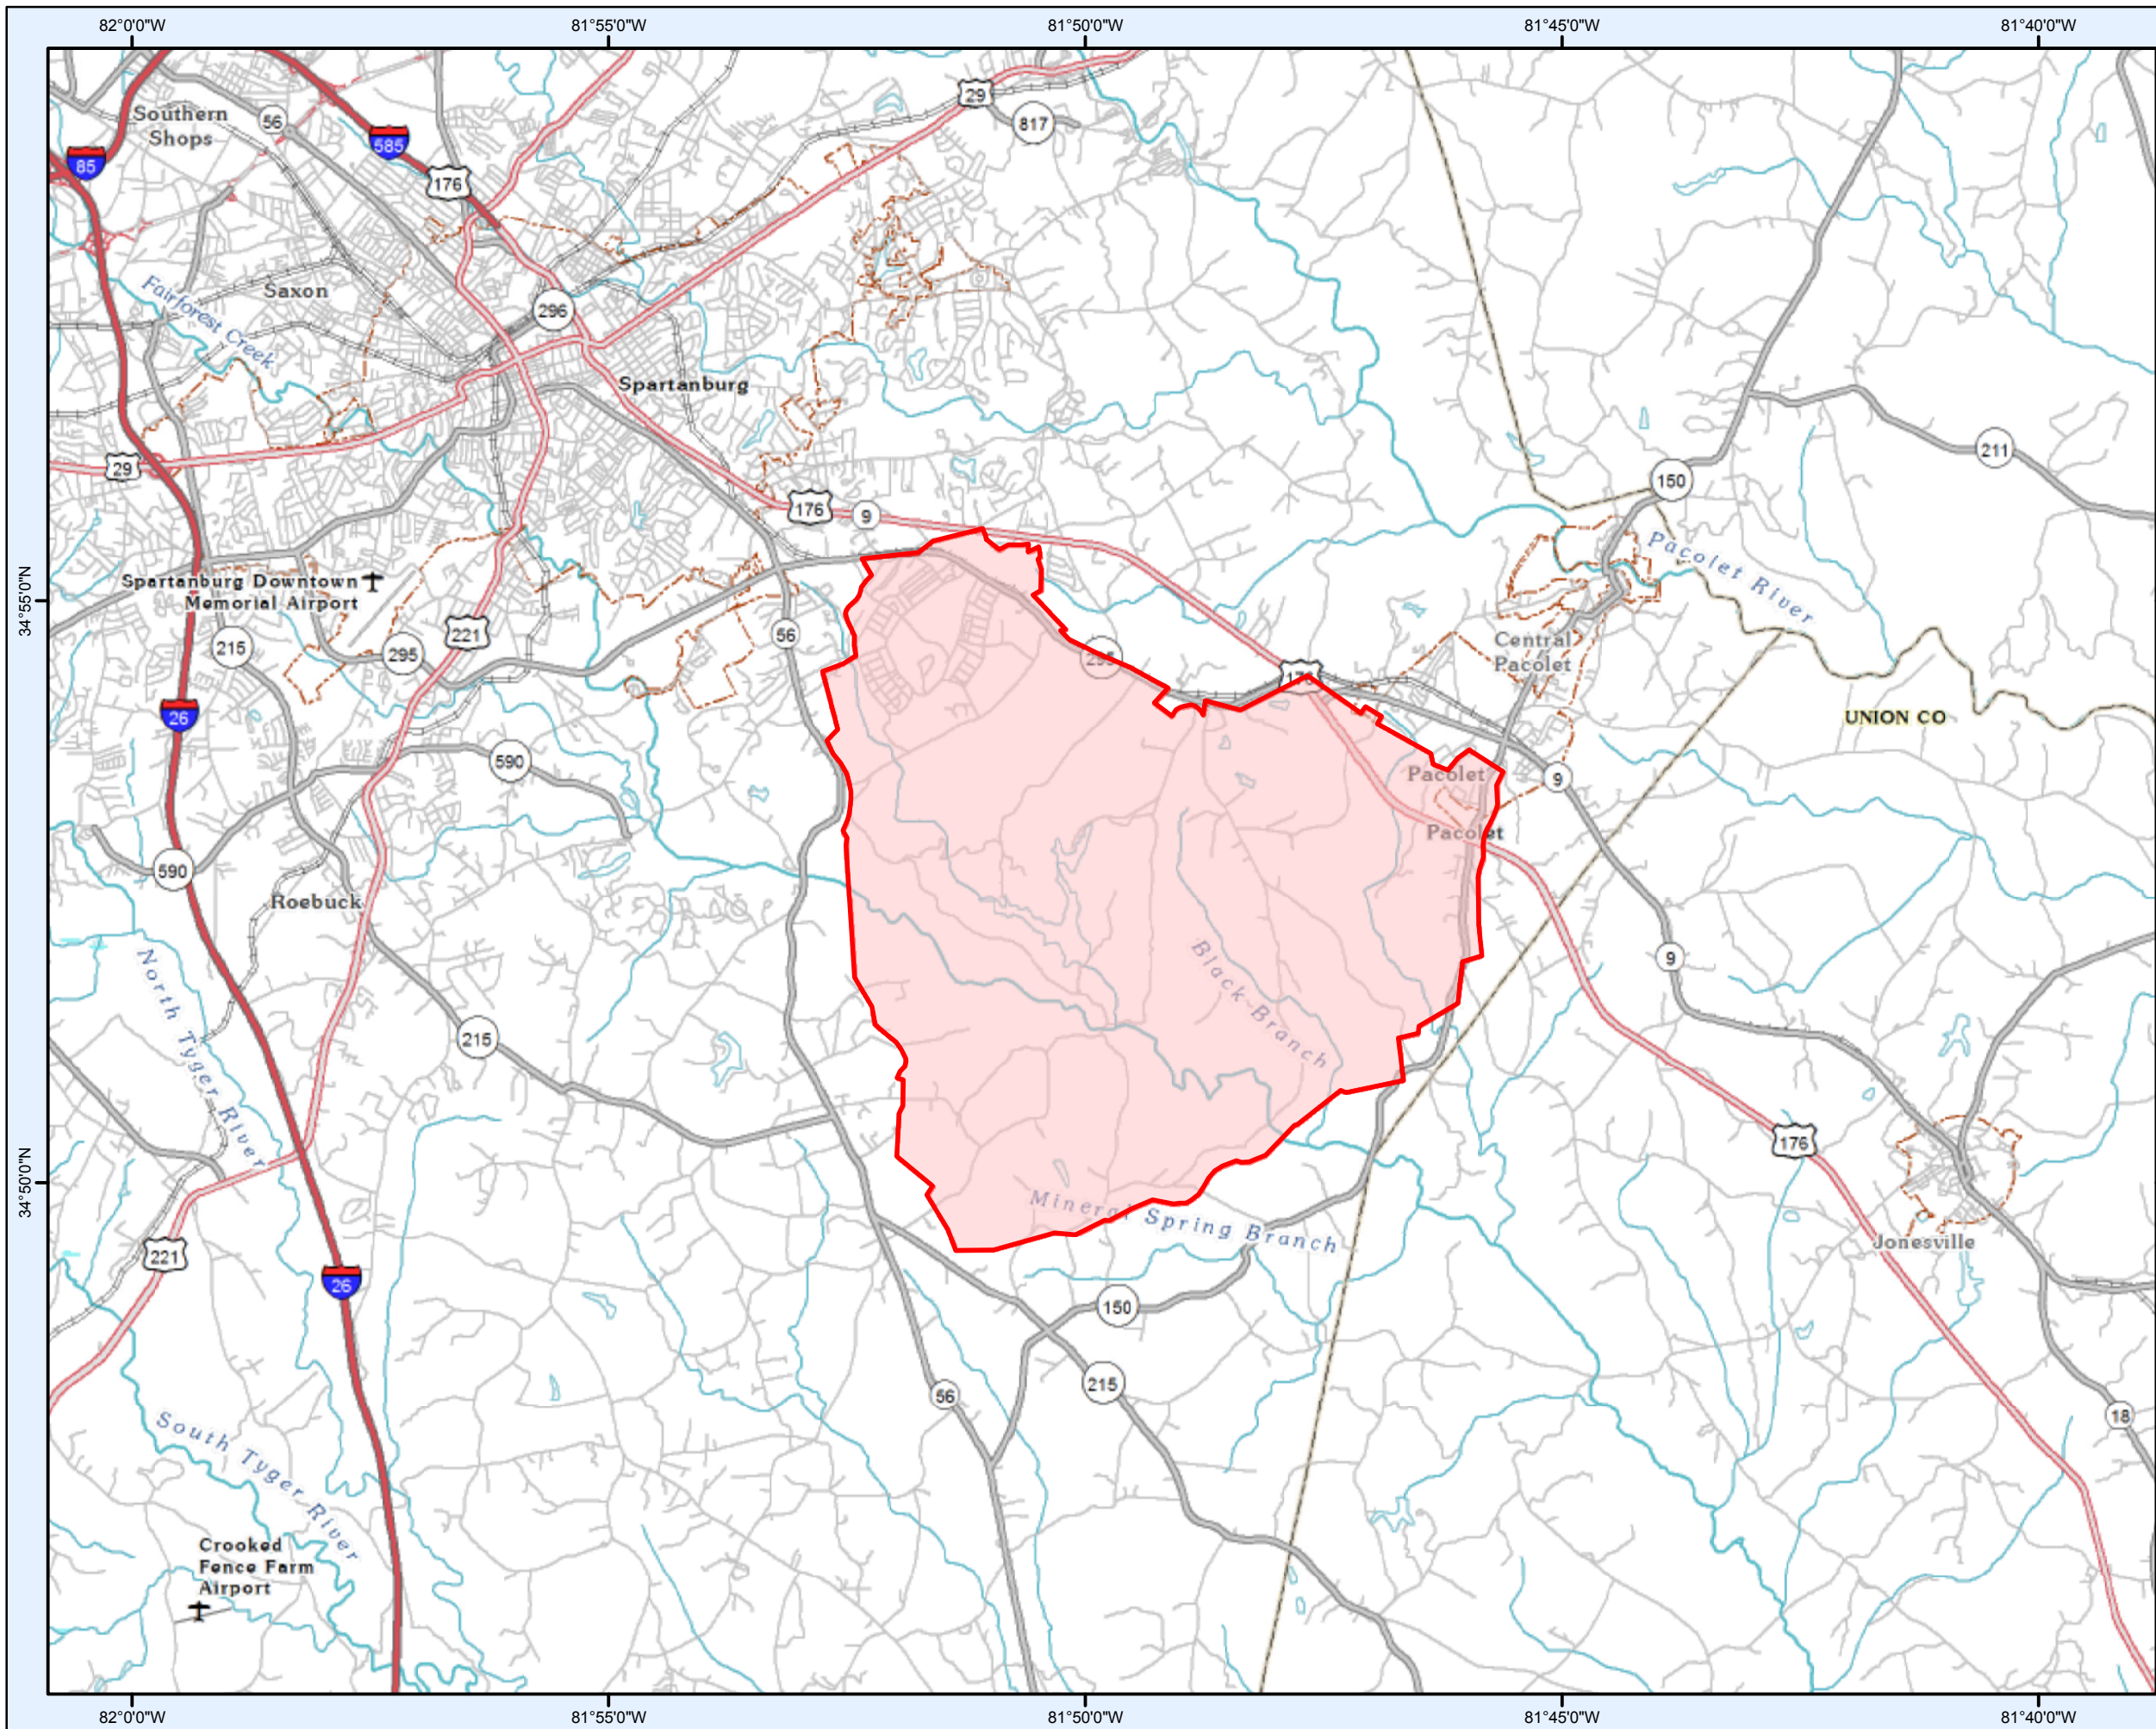 82°0'0"W
81°55'0"W
81°50'0"W
81°45'0"W
81°40'0"W
29
817
Southern
Shops
56
585
85
176
Fairforest Creek
Saxon
296
Spartanburg
29
211
150
176
9
Pacolet River
34°55'0"N
Spartanburg Downtown
Memorial Airport
56
221
215
295
295
Central
Pacolet
176
26
UNION CO
590
Pacolet
9
Pacolet
590
Roebuck
North Tyger River
Black Branch
9
215
176
34°50'0"N
Mineral Spring Branch
221
Jonesville
26
150
215
56
18
South Tyger River
Crooked
Fence Farm
Airport
82°0'0"W
81°55'0"W
81°50'0"W
81°45'0"W
81°40'0"W